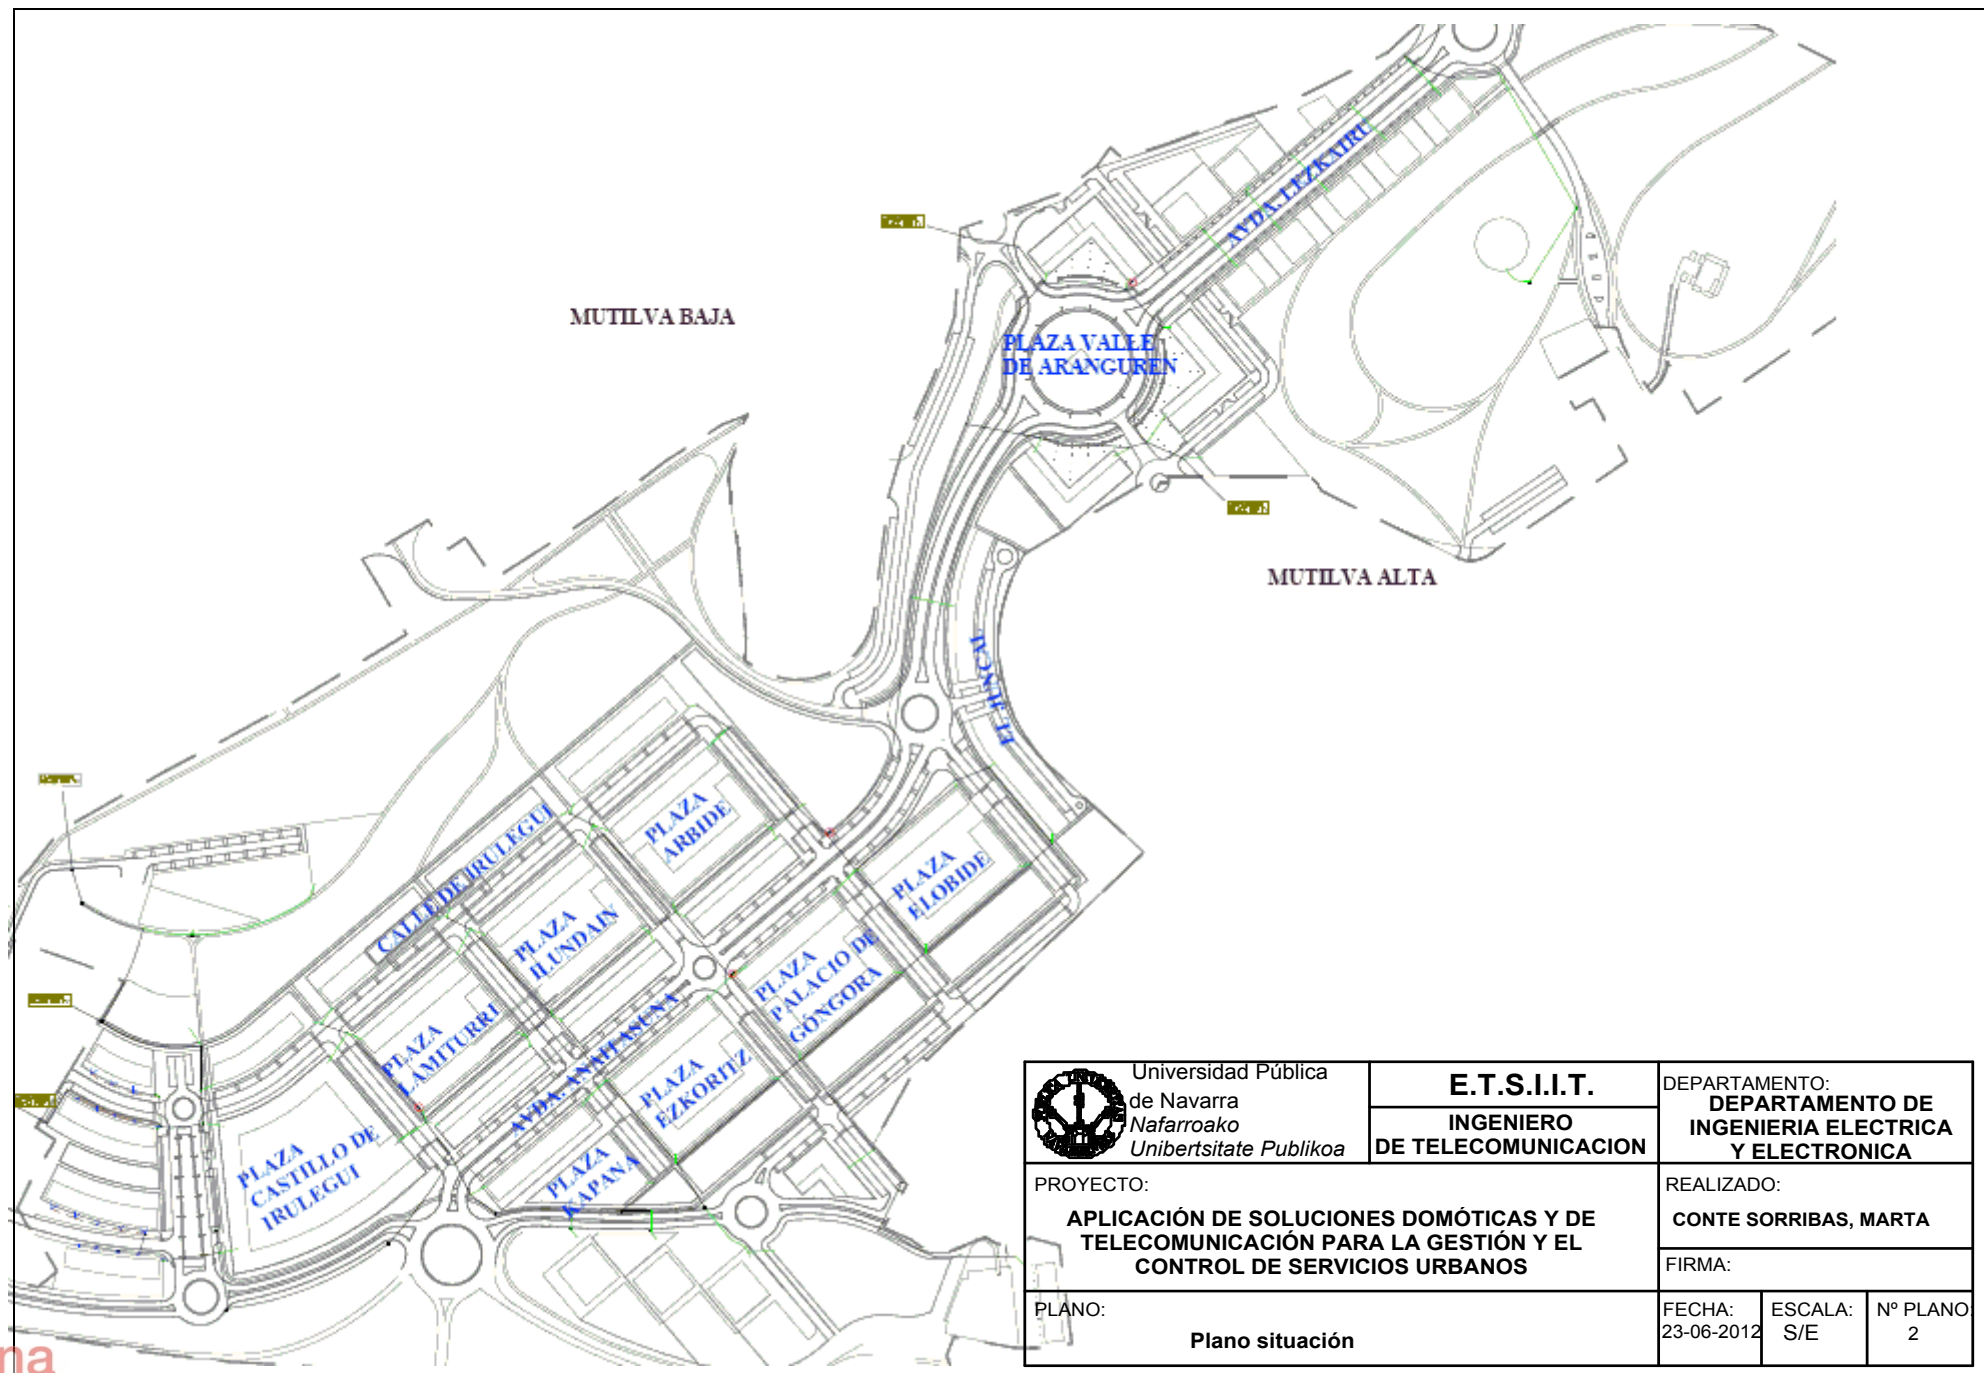 AVDA. LEZKAIRU
MUTILVA BAJA
PLAZA VALLE
DE ARANGUREN
MUTILVA ALTA
EL JUNCAL
PLAZA
ARBIDE
CALLE DE IRULEGUI
PLAZA
ELOBIDE
PLAZA
ILUNDAIN
PLAZA
PALACIO DE
GÓNGORA
PLAZA
LAMITURRI
AVDA. ANAITASUNA
PLAZA
EZKORITZ
PLAZA
CASTILLO DE
IRULEGUI
PLAZA
KAPANA
Universidad Pública
de Navarra
Nafarroako
Unibertsitate Publikoa
E.T.S.I.I.T.
INGENIERO
DE TELECOMUNICACION
DEPARTAMENTO:
DEPARTAMENTO DE
INGENIERIA ELECTRICA
Y ELECTRONICA
PROYECTO:
APLICACIÓN DE SOLUCIONES DOMÓTICAS Y DE
TELECOMUNICACIÓN PARA LA GESTIÓN Y EL
CONTROL DE SERVICIOS URBANOS
REALIZADO:
CONTE SORRIBAS, MARTA
FIRMA:
PLANO:
Plano situación
FECHA:
23-06-2012
ESCALA:
S/E
Nº PLANO:
2
na